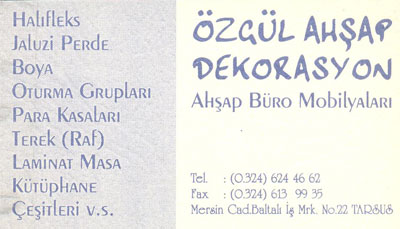 Halıfleks
Jaluzi Perde
Boya
Oturma Grupları
Para Kasaları
Terek (Raf)
Laminat Masa
Kütüphane
Çeşitleri v.s.
ÖZGÜL AHŞAP
DEKORASYON
Ahşap Büro Mobilyaları
Tel. : (0.324) 624 46 62
Fax : (0.324) 613 99 35
Mersin Cad.Baltalı İş Mrk. No.22 TARSUS